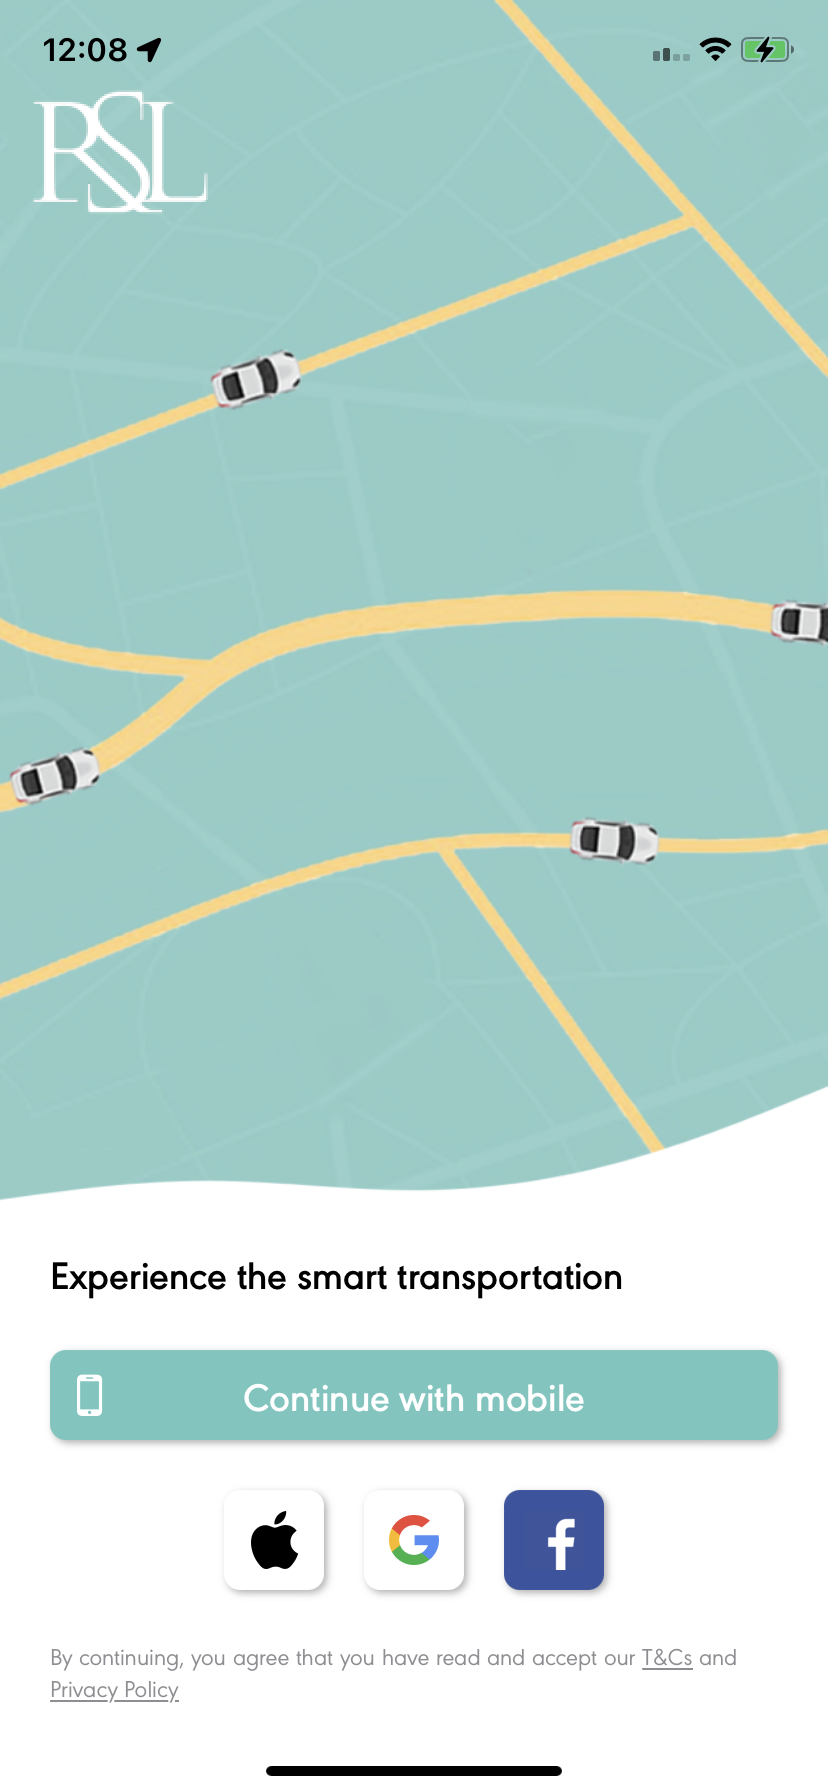 12:08
RSL
Experience the smart transportation
Continue with mobile
By continuing, you agree that you have read and accept our T&Cs and
Privacy Policy